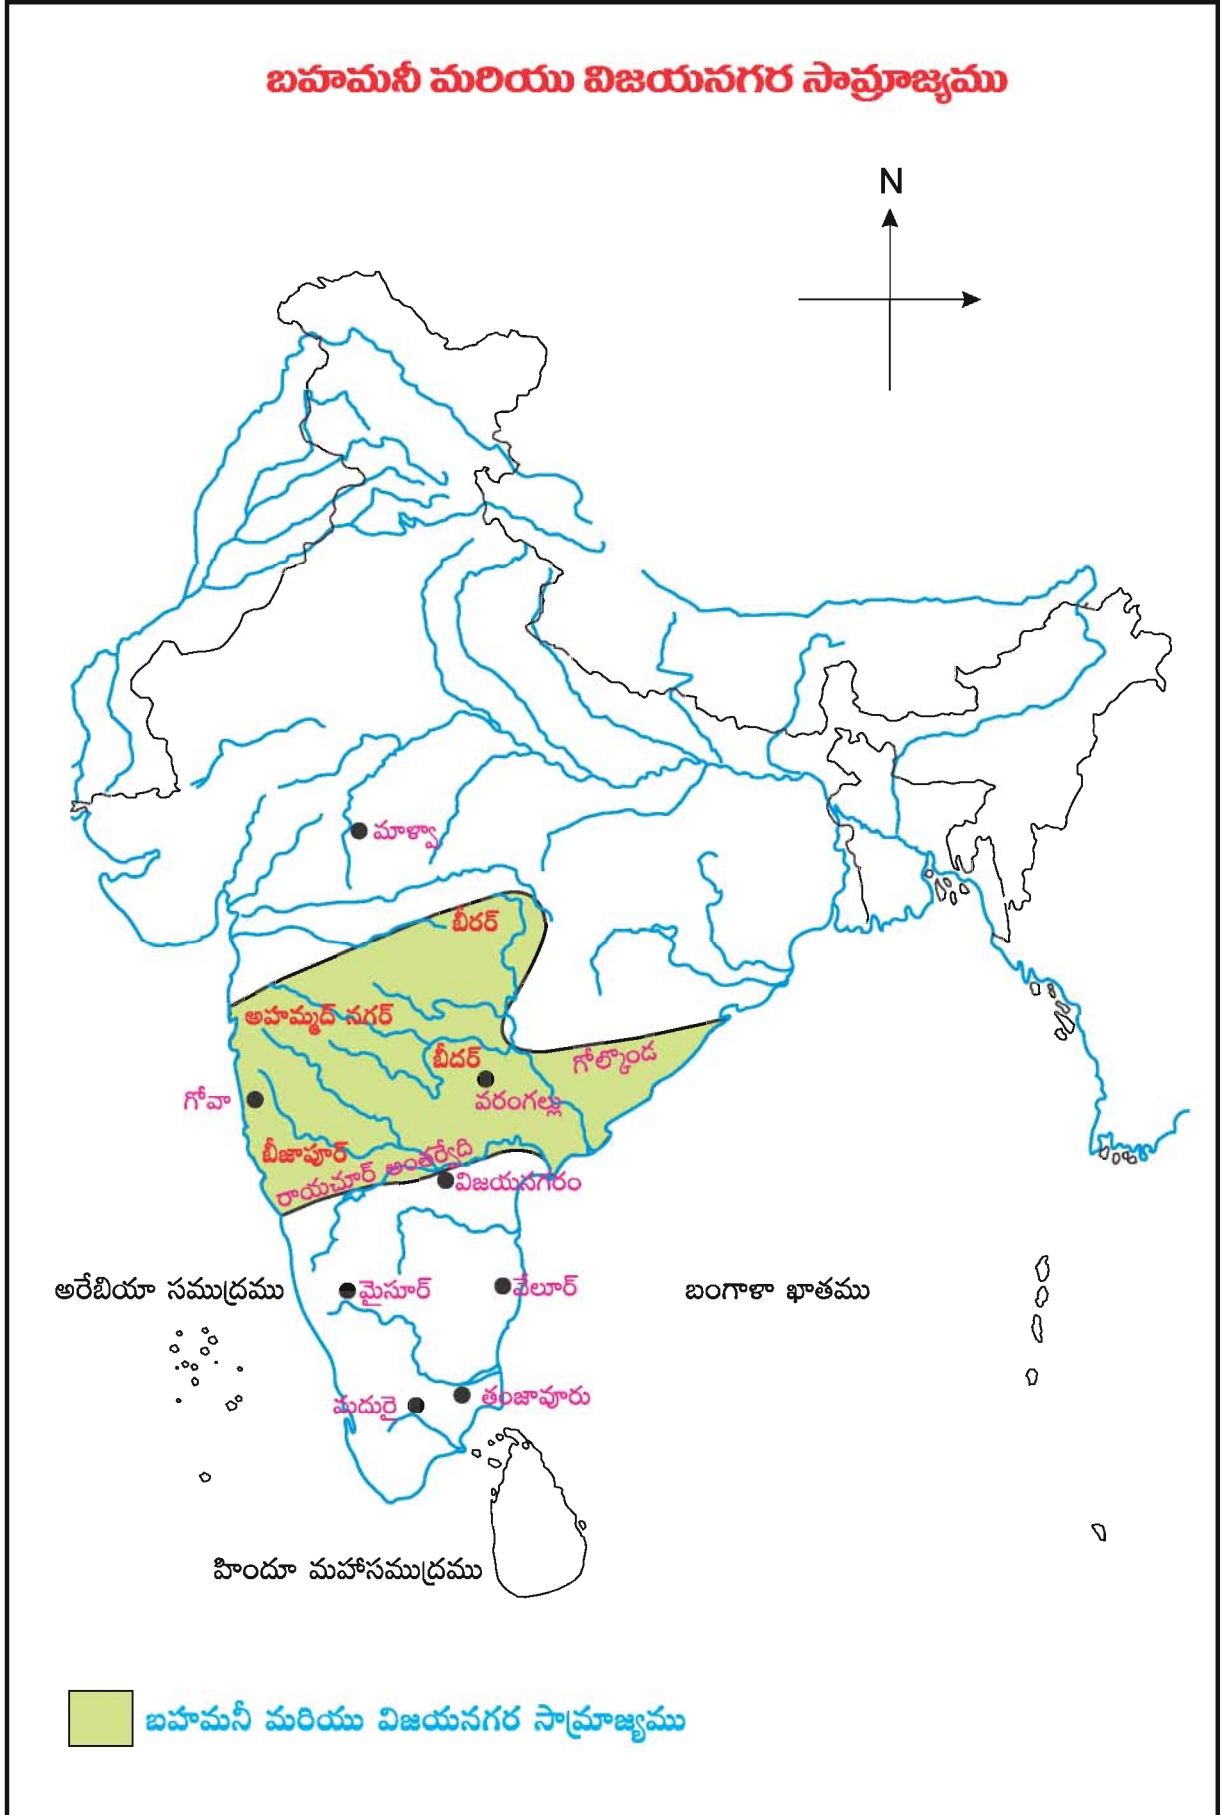 బహమనీ మరియు విజయనగర సామ్రాజ్యము
N
మాళ్వా
బీరర్
అహమ్మద్ నగర్
గోల్కొండ
బీదర్
వరంగల్లు
గోవా
బీజాపూర్
రాయచూర్ అంతర్వేది
విజయనగరం
అరేబియా సముద్రము
మైసూర్
వేలూర్
బంగాళా ఖాతము
మదురై
తంజావూరు
హిందూ మహాసముద్రము
బహమనీ మరియు విజయనగర సామ్రాజ్యము